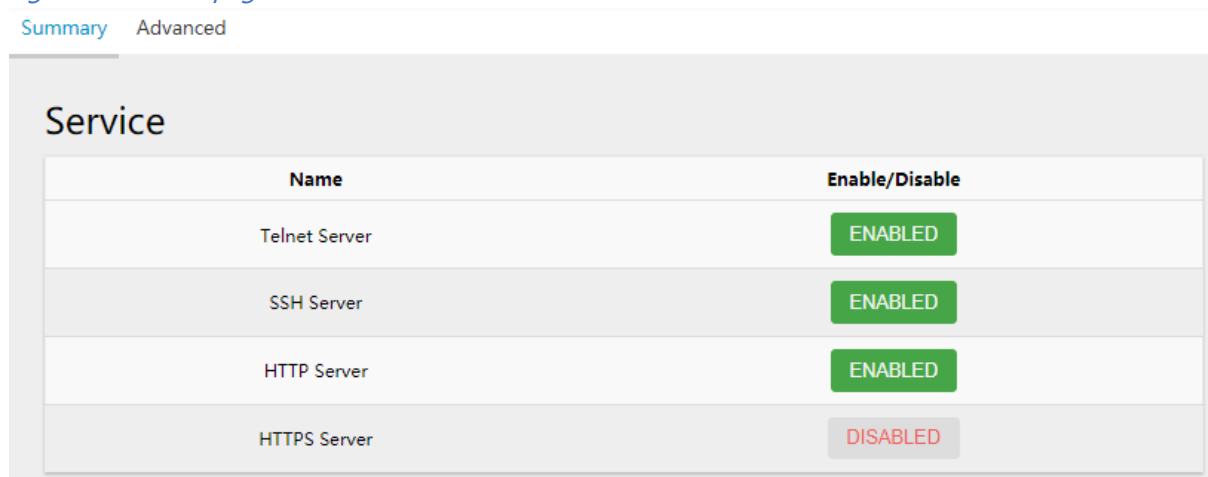 Summary Advanced
Service
Name Enable/Disable
Telnet Server ENABLED
SSH Server ENABLED
HTTP Server ENABLED
HTTPS Server DISABLED